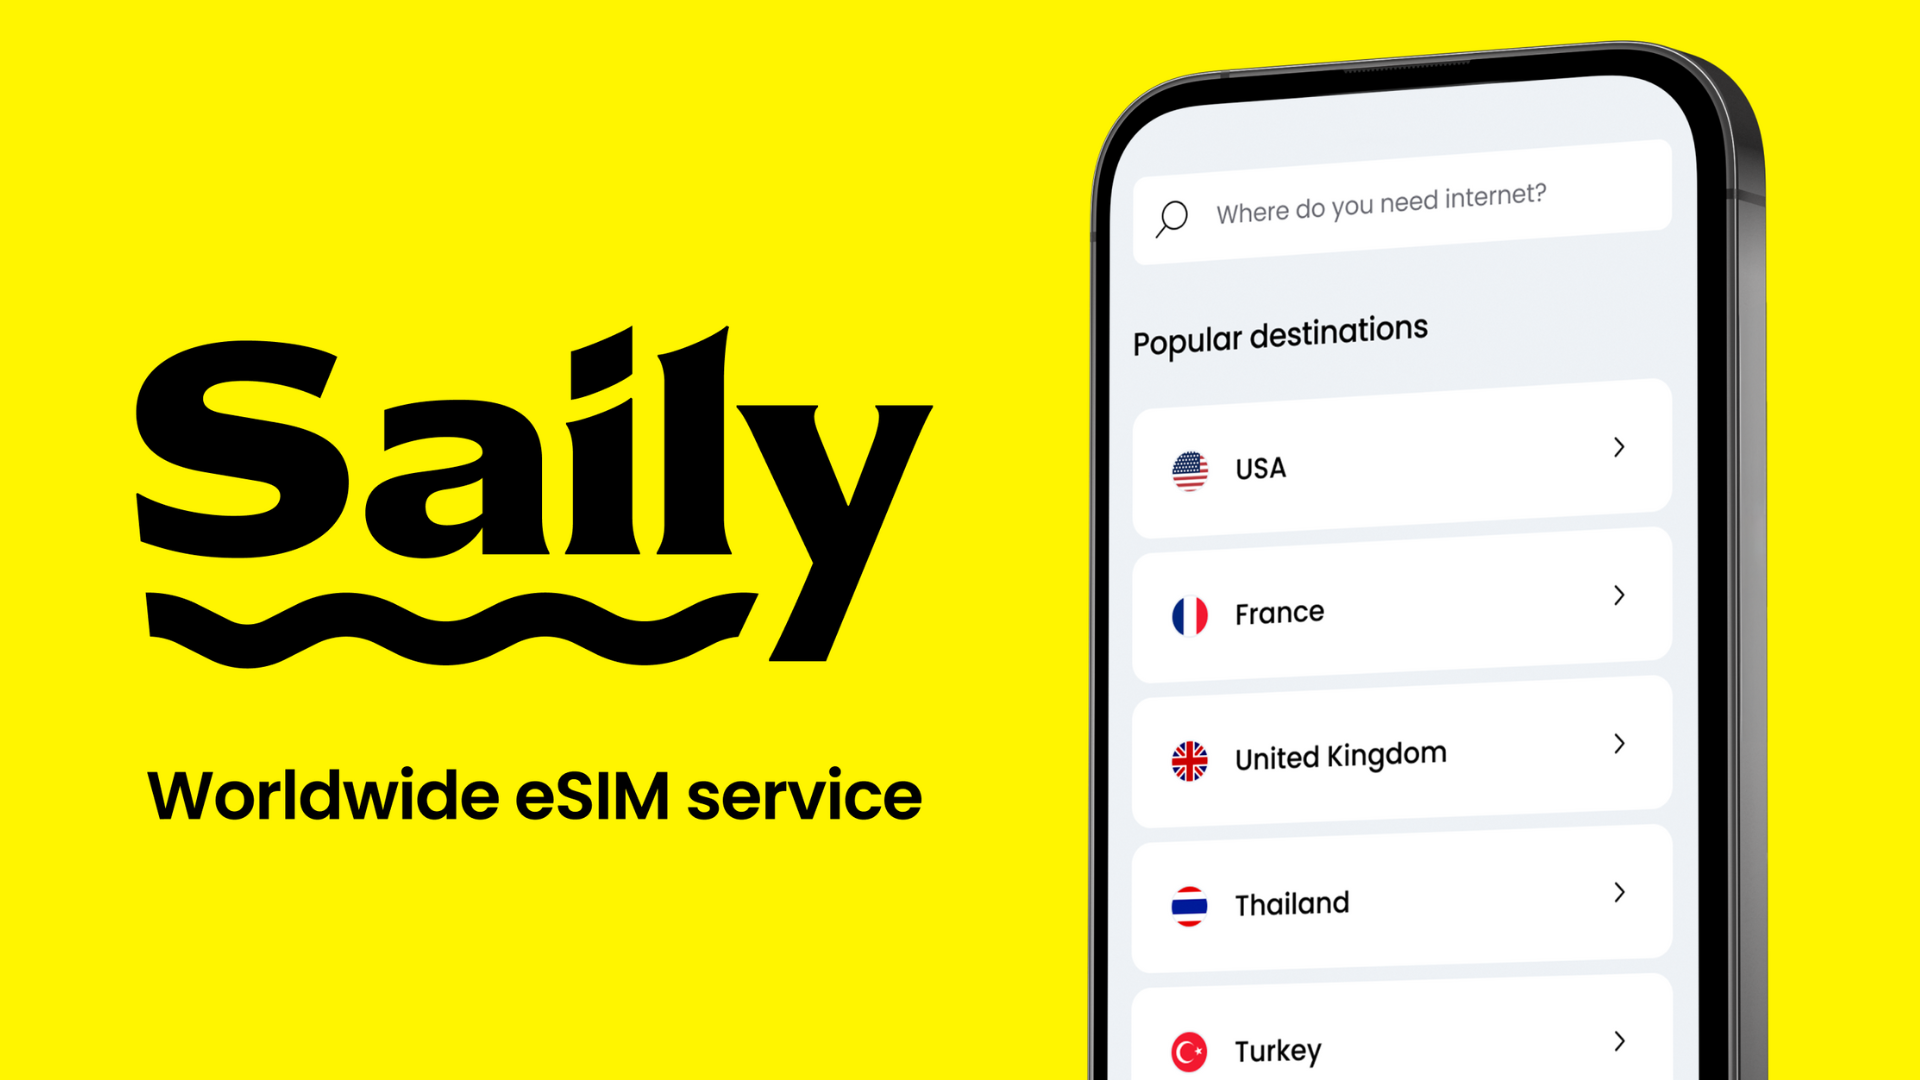 Saily
Worldwide eSIM service
Where do you need internet?
Popular destinations
USA
France
United Kingdom
Thailand
Turkey